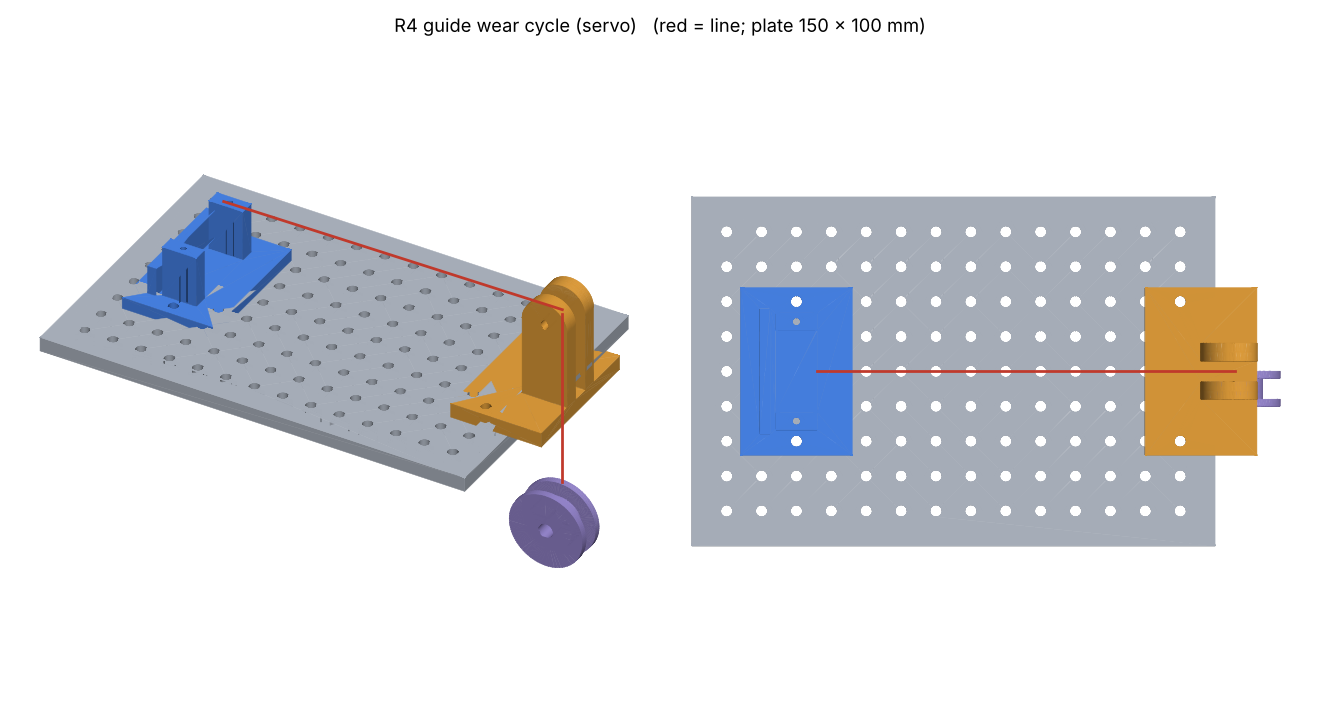 R4 guide wear cycle (servo) (red = line; plate 150 × 100 mm)